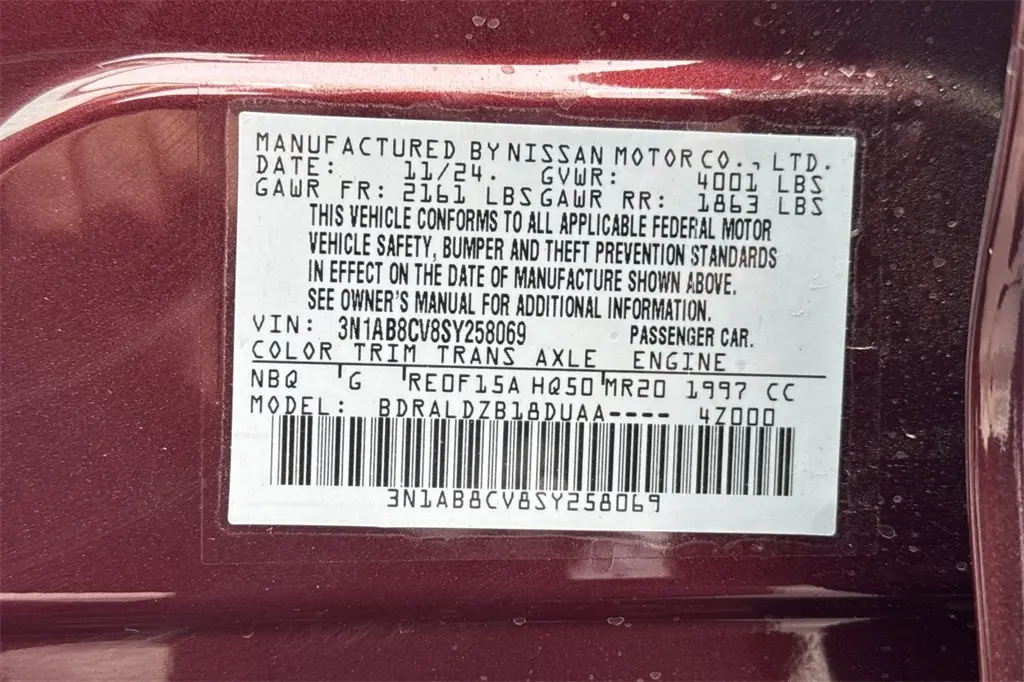 MANUFACTURED BY NISSAN MOTOR CO., LTD.
DATE: 11/24. GVWR: 4001 LBS
GAWR FR: 2161 LBS GAWR RR: 1863 LBS
THIS VEHICLE CONFORMS TO ALL APPLICABLE FEDERAL MOTOR
VEHICLE SAFETY, BUMPER AND THEFT PREVENTION STANDARDS
IN EFFECT ON THE DATE OF MANUFACTURE SHOWN ABOVE.
SEE OWNER'S MANUAL FOR ADDITIONAL INFORMATION.
VIN: 3N1AB8CV8SY258069 PASSENGER CAR.
COLOR TRIM TRANS AXLE ENGINE
NBQ G RE0F15A HQ50 MR20 1997 CC
MODEL: BDRALDZB18DUAA---- 4Z000
3N1AB8CV8SY258069